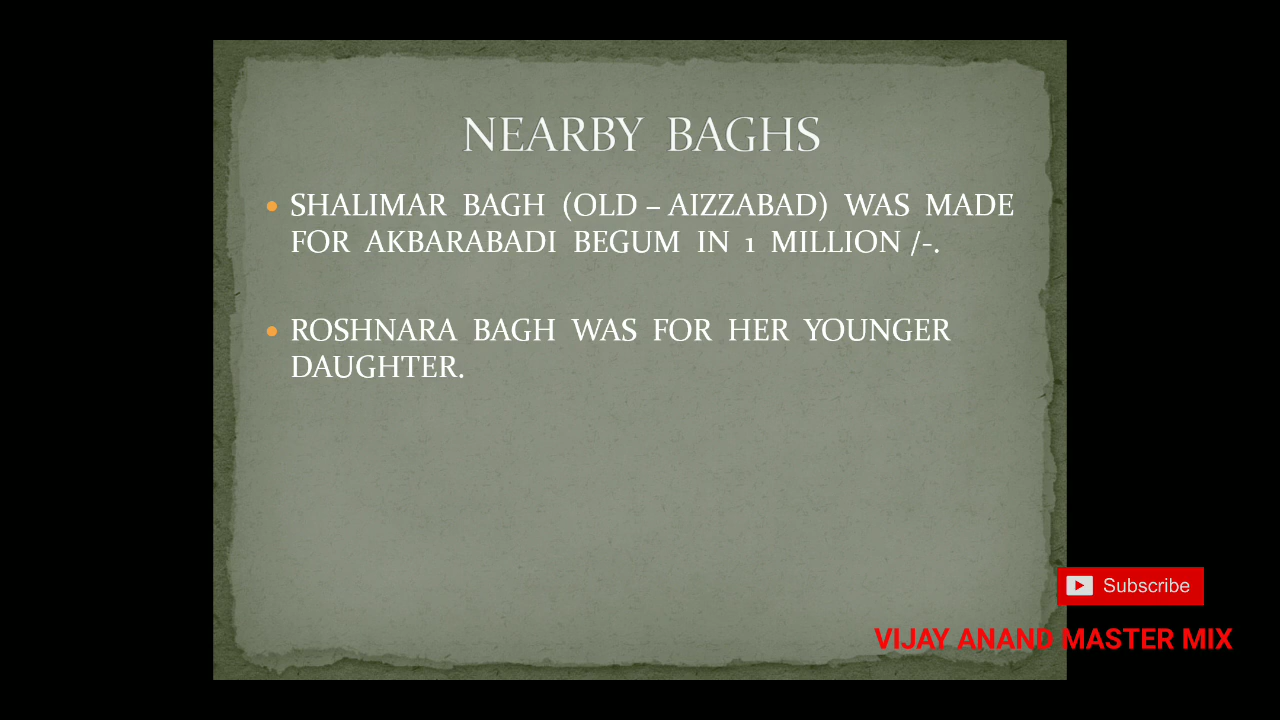 NEARBY BAGHS
SHALIMAR BAGH (OLD – AIZZABAD) WAS MADE
FOR AKBARABADI BEGUM IN 1 MILLION /-.
ROSHNARA BAGH WAS FOR HER YOUNGER
DAUGHTER.
Subscribe
VIJAY ANAND MASTER MIX